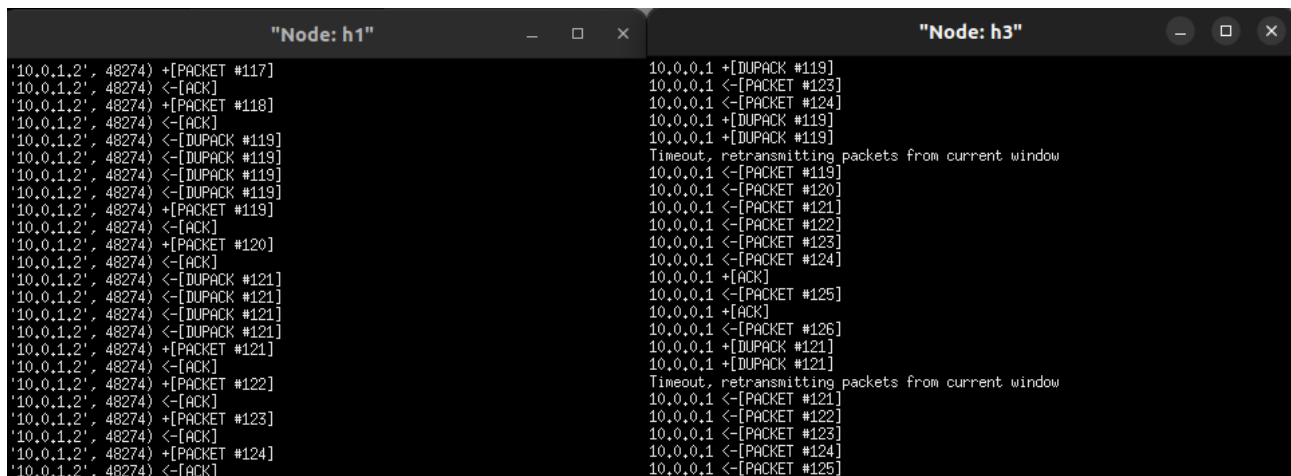 "Node: h1"
'10.0.1.2', 48274) +[PACKET #117]
'10.0.1.2', 48274) <-[ACK]
'10.0.1.2', 48274) +[PACKET #118]
'10.0.1.2', 48274) <-[ACK]
'10.0.1.2', 48274) <-[DUPACK #119]
'10.0.1.2', 48274) <-[DUPACK #119]
'10.0.1.2', 48274) <-[DUPACK #119]
'10.0.1.2', 48274) <-[DUPACK #119]
'10.0.1.2', 48274) +[PACKET #119]
'10.0.1.2', 48274) <-[ACK]
'10.0.1.2', 48274) +[PACKET #120]
'10.0.1.2', 48274) <-[ACK]
'10.0.1.2', 48274) <-[DUPACK #121]
'10.0.1.2', 48274) <-[DUPACK #121]
'10.0.1.2', 48274) <-[DUPACK #121]
'10.0.1.2', 48274) <-[DUPACK #121]
'10.0.1.2', 48274) +[PACKET #121]
'10.0.1.2', 48274) <-[ACK]
'10.0.1.2', 48274) +[PACKET #122]
'10.0.1.2', 48274) <-[ACK]
'10.0.1.2', 48274) +[PACKET #123]
'10.0.1.2', 48274) <-[ACK]
'10.0.1.2', 48274) +[PACKET #124]
'10.0.1.2', 48274) <-[ACK]
"Node: h3"
10.0.0.1 +[DUPACK #119]
10.0.0.1 <-[PACKET #123]
10.0.0.1 <-[PACKET #124]
10.0.0.1 +[DUPACK #119]
10.0.0.1 +[DUPACK #119]
Timeout, retransmitting packets from current window
10.0.0.1 <-[PACKET #119]
10.0.0.1 <-[PACKET #120]
10.0.0.1 <-[PACKET #121]
10.0.0.1 <-[PACKET #122]
10.0.0.1 <-[PACKET #123]
10.0.0.1 <-[PACKET #124]
10.0.0.1 +[ACK]
10.0.0.1 <-[PACKET #125]
10.0.0.1 +[ACK]
10.0.0.1 <-[PACKET #126]
10.0.0.1 +[DUPACK #121]
10.0.0.1 +[DUPACK #121]
Timeout, retransmitting packets from current window
10.0.0.1 <-[PACKET #121]
10.0.0.1 <-[PACKET #122]
10.0.0.1 <-[PACKET #123]
10.0.0.1 <-[PACKET #124]
10.0.0.1 <-[PACKET #125]